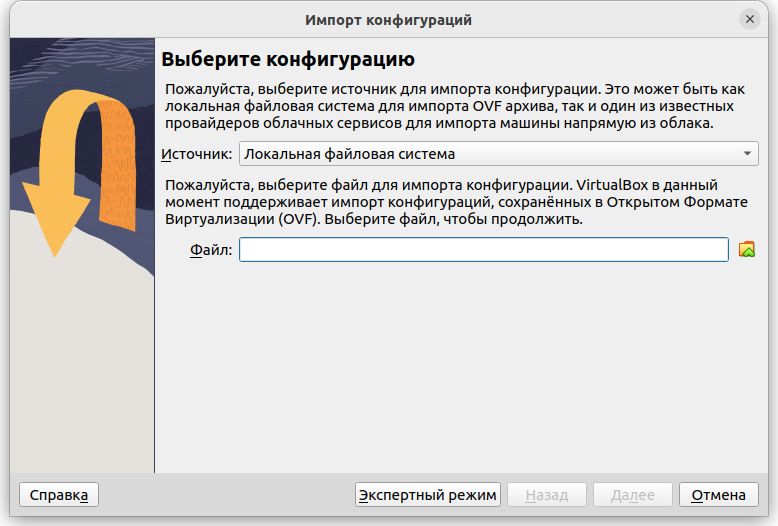 Импорт конфигураций
Выберите конфигурацию
Пожалуйста, выберите источник для импорта конфигурации. Это может быть как
локальная файловая система для импорта OVF архива, так и один из известных
провайдеров облачных сервисов для импорта машины напрямую из облака.
Источник: Локальная файловая система
Пожалуйста, выберите файл для импорта конфигурации. VirtualBox в данный
момент поддерживает импорт конфигураций, сохранённых в Открытом Формате
Виртуализации (OVF). Выберите файл, чтобы продолжить.
Файл:
Справка Экспертный режим Назад Далее Отмена